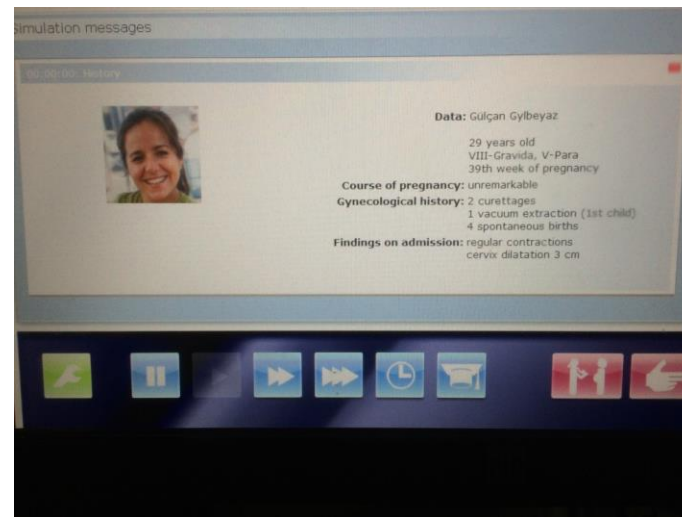 Simulation messages
00:00:00: History
Data: Gülçan Gylbeyaz
29 years old
VIII-Gravida, V-Para
39th week of pregnancy
Course of pregnancy: unremarkable
Gynecological history: 2 curettages
1 vacuum extraction (1st child)
4 spontaneous births
Findings on admission: regular contractions
cervix dilatation 3 cm